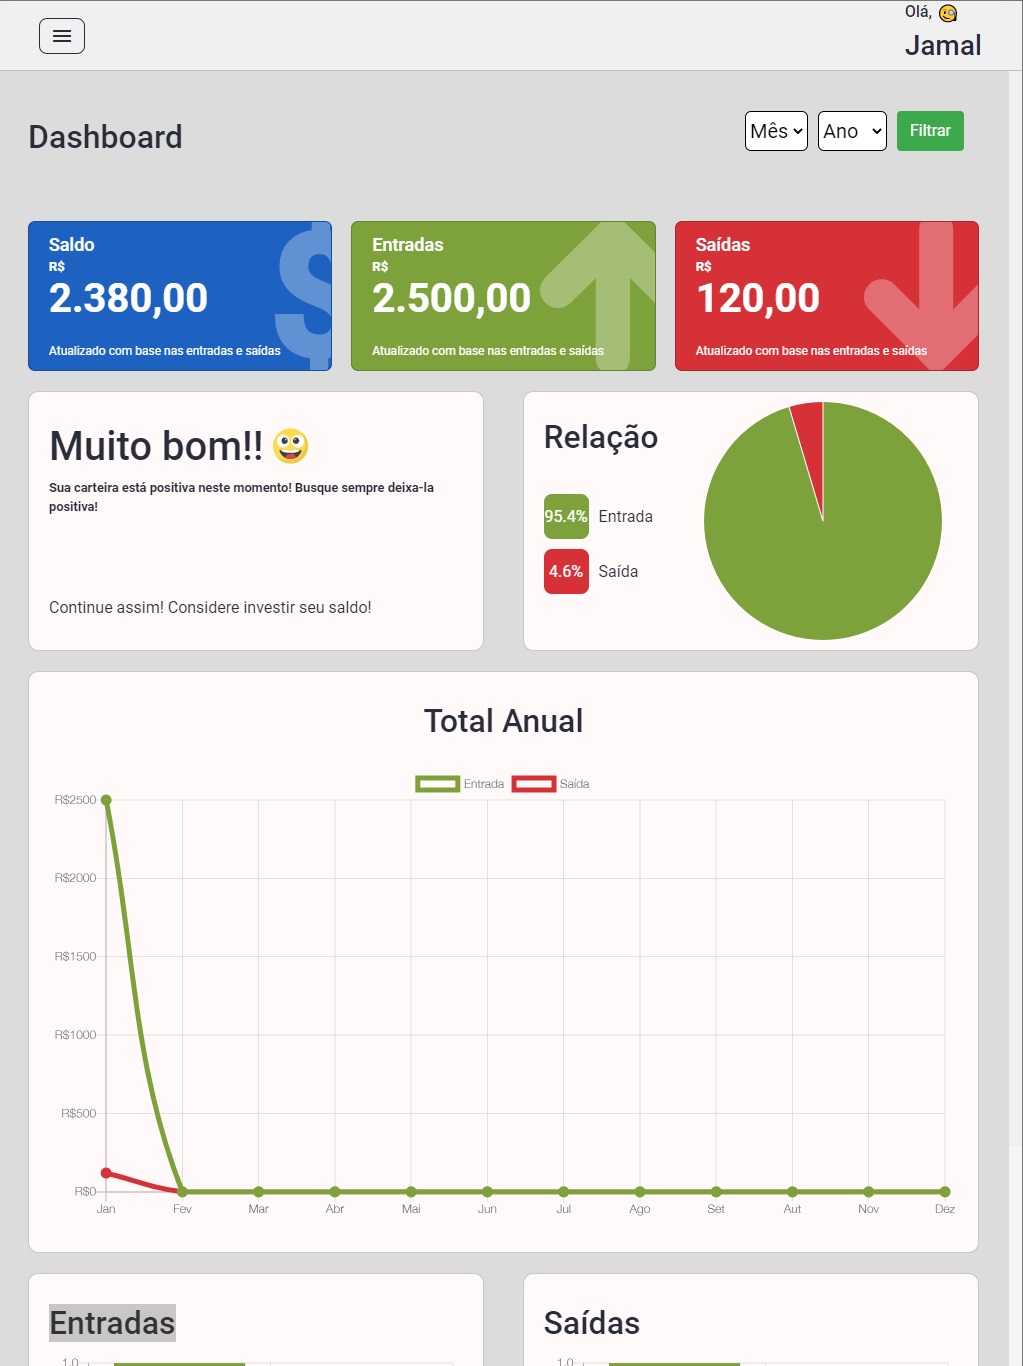 Olá,
Jamal
Dashboard
Mês
Ano
Filtrar
Saldo
R$
2.380,00
Atualizado com base nas entradas e saídas
Entradas
R$
2.500,00
Atualizado com base nas entradas e saídas
Saídas
R$
120,00
Atualizado com base nas entradas e saídas
Muito bom!!
Sua carteira está positiva neste momento! Busque sempre deixa-la
positiva!
Continue assim! Considere investir seu saldo!
Relação
95.4% Entrada
4.6% Saída
Total Anual
Entrada Saída
R$2500
R$2000
R$1500
R$1000
R$500
R$0
Jan Fev Mar Abr Mai Jun Jul Ago Set Aut Nov Dez
Entradas
1.0
Saídas
1.0